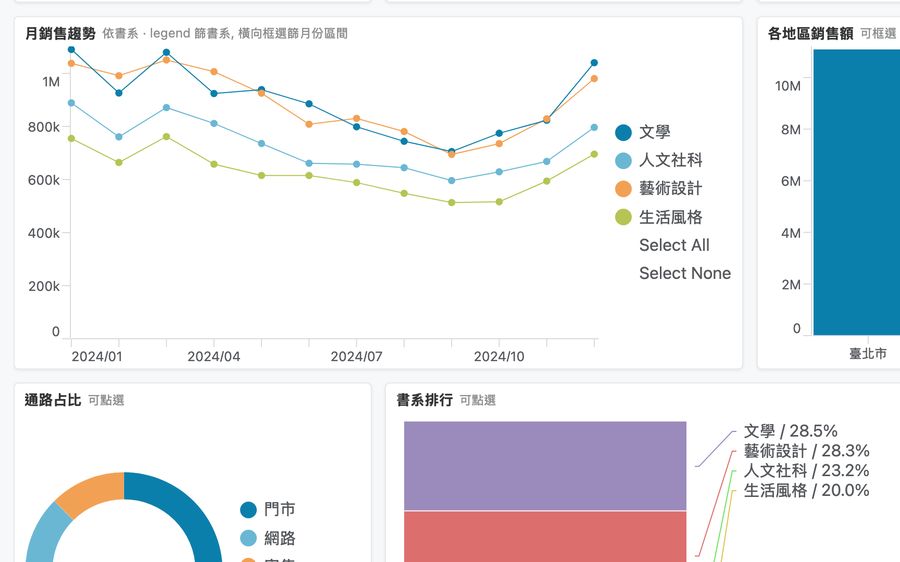 月銷售趨勢 依書系 · legend 篩書系, 橫向框選篩月份區間
1M
800k
600k
400k
200k
0
2024/01 2024/04 2024/07 2024/10
文學
人文社科
藝術設計
生活風格
Select All
Select None
各地區銷售額 可框選
10M
8M
6M
4M
2M
0
臺北市
通路占比 可點選
門市
網路
書系排行 可點選
文學 / 28.5%
藝術設計 / 28.3%
人文社科 / 23.2%
生活風格 / 20.0%